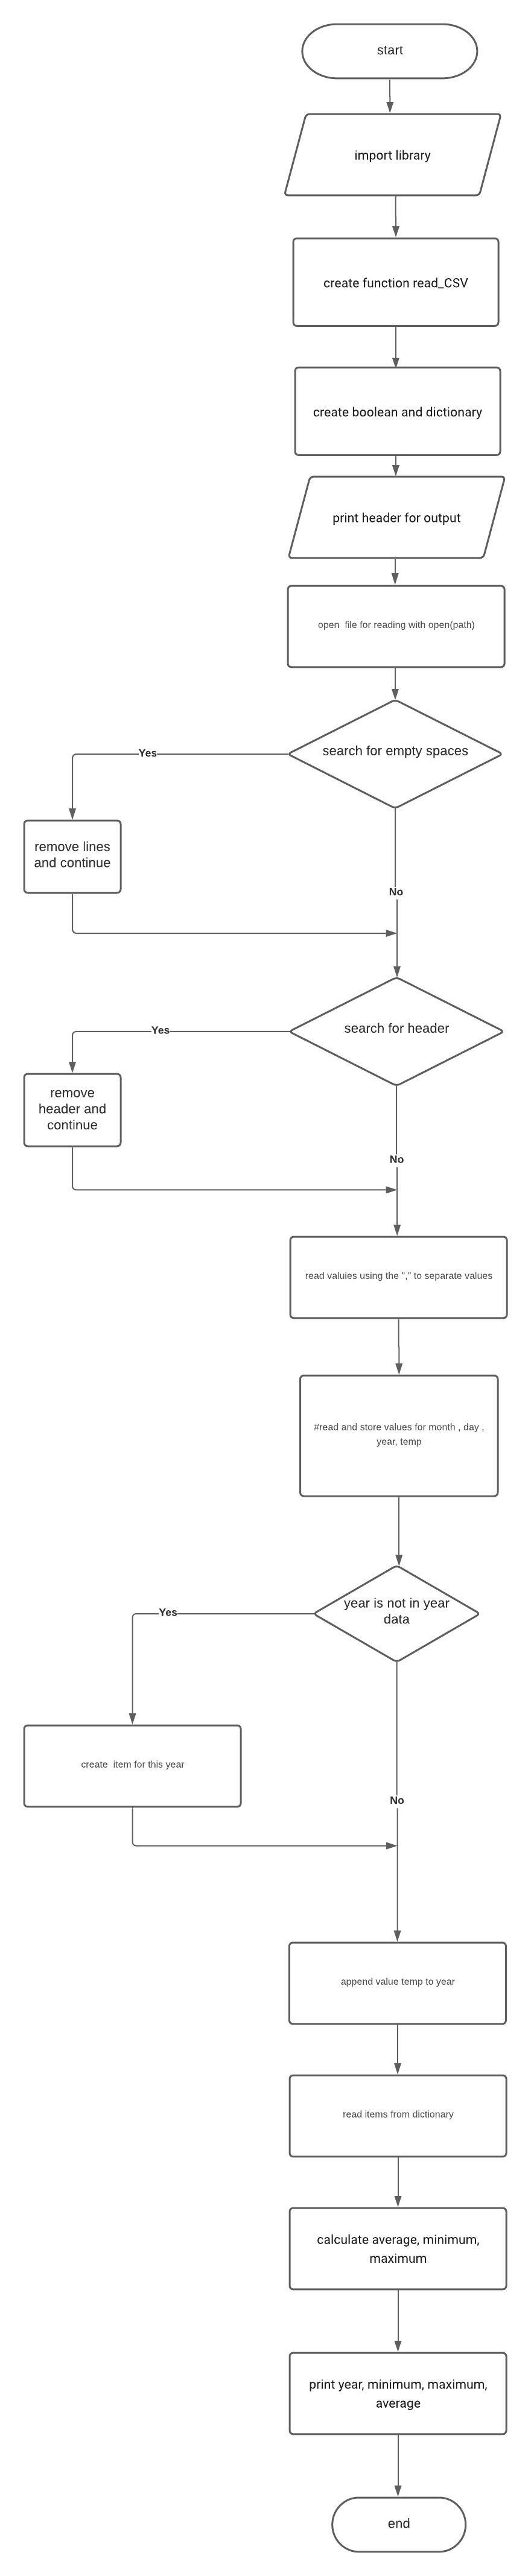 start
import library
create function read_CSV
create boolean and dictionary
print header for output
open  file for reading with open(path)
search for empty spaces
Yes
remove lines
and continue
No
search for header
Yes
remove
header and
continue
No
read valuies using the "," to separate values
#read and store values for month , day ,
year, temp
year is not in year
data
Yes
create  item for this year
No
append value temp to year
read items from dictionary
calculate average, minimum,
maximum
print year, minimum, maximum,
average
end